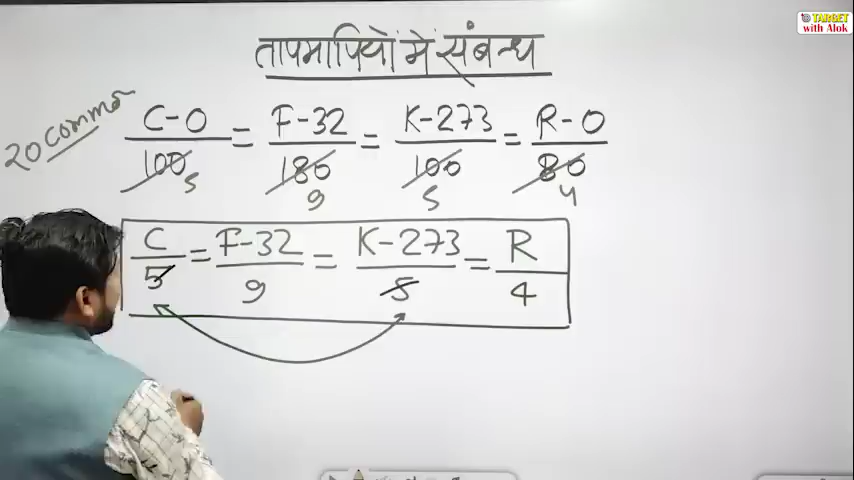 TARGET
with Alok
तापमापियों में संबन्ध
20 common
C-0/100 = F-32/180 = K-273/100 = R-0/80
5 9 5 4
C/5 = F-32/9 = K-273/5 = R/4